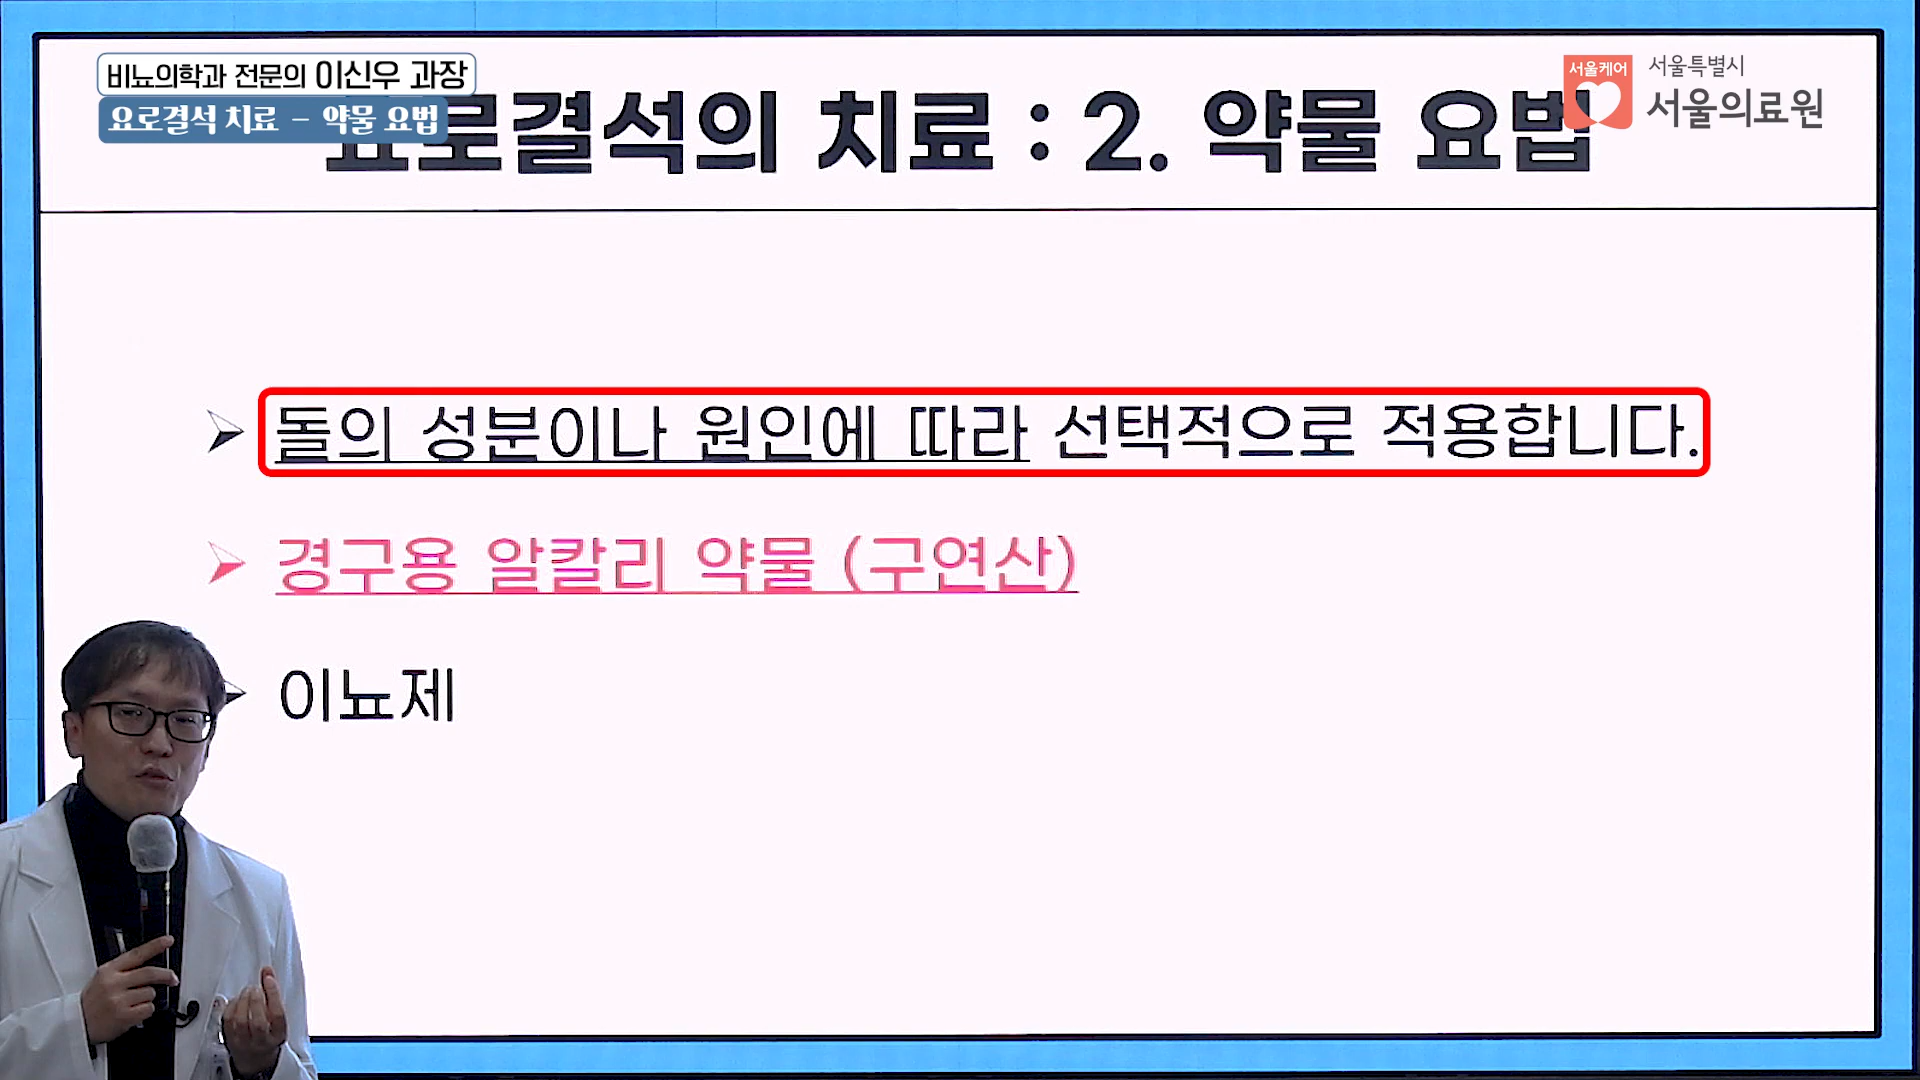 비뇨의학과 전문의 이신우 과장
요로결석 치료 - 약물 요법
서울케어
서울특별시
서울의료원
요로결석의 치료 : 2. 약물 요법
돌의 성분이나 원인에 따라 선택적으로 적용합니다.
경구용 알칼리 약물 (구연산)
이뇨제